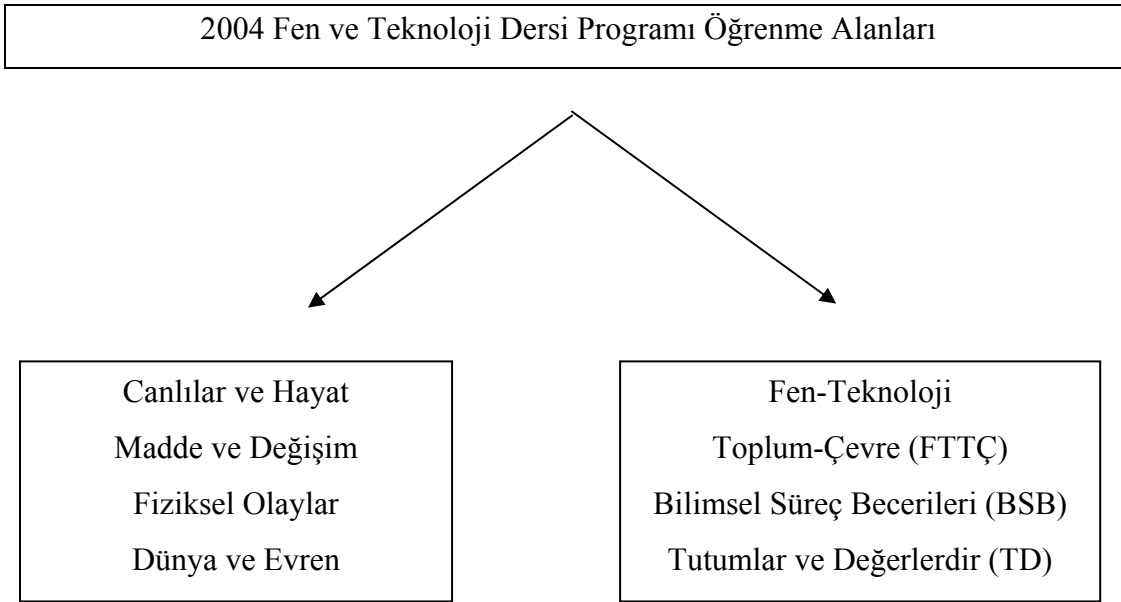 2004 Fen ve Teknoloji Dersi Programı Öğrenme Alanları
Canlılar ve Hayat
Madde ve Değişim
Fiziksel Olaylar
Dünya ve Evren
Fen-Teknoloji
Toplum-Çevre (FTTÇ)
Bilimsel Süreç Becerileri (BSB)
Tutumlar ve Değerlerdir (TD)